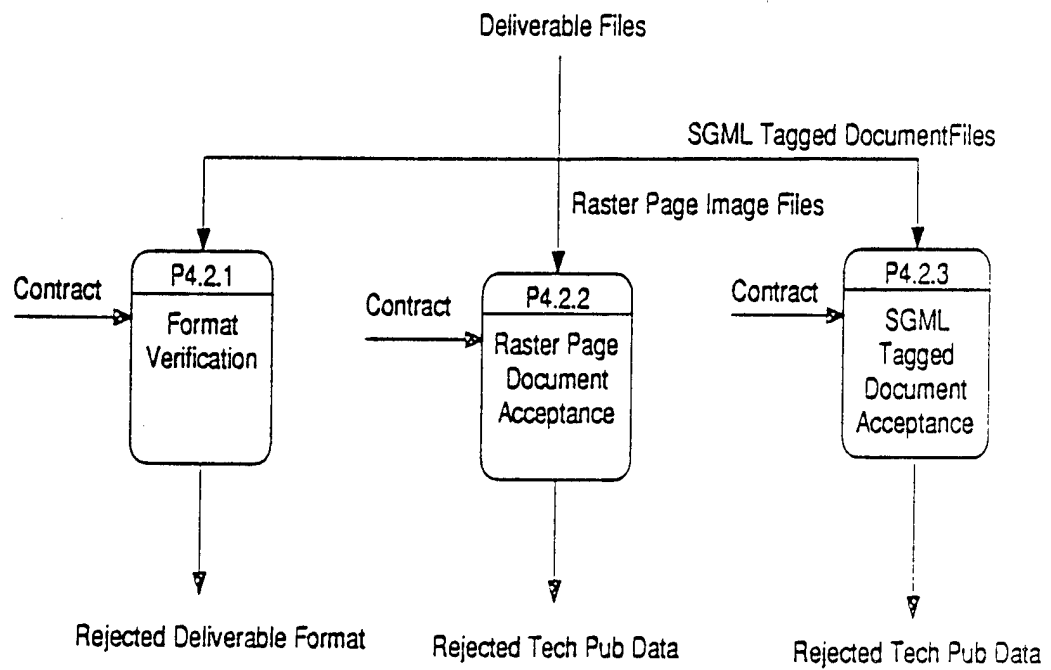 Deliverable Files
SGML Tagged DocumentFiles
Raster Page Image Files
Contract
P4.2.1
Format
Verification
Contract
P4.2.2
Raster Page
Document
Acceptance
Contract
P4.2.3
SGML
Tagged
Document
Acceptance
Rejected Deliverable Format
Rejected Tech Pub Data
Rejected Tech Pub Data